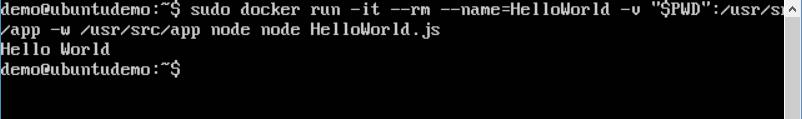 demo@ubuntudemo:~$ sudo docker run -it --rm --name=HelloWorld -v "$PWD":/usr/sr
/app -w /usr/src/app node node HelloWorld.js
Hello World
demo@ubuntudemo:~$